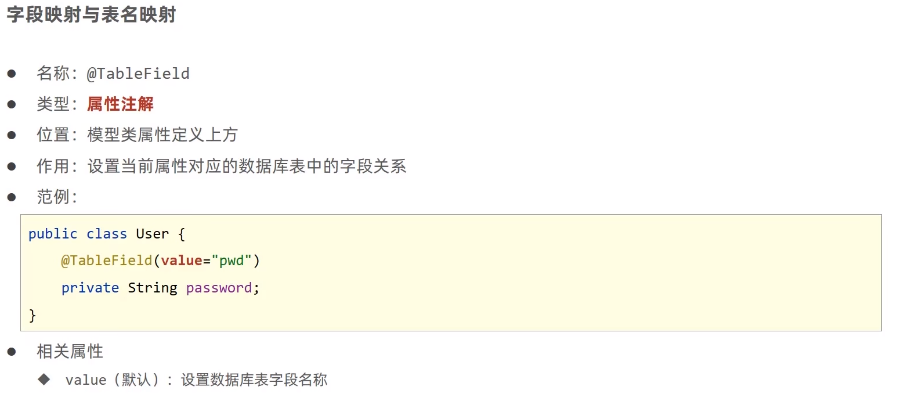 字段映射与表名映射
● 名称：@TableField
● 类型：属性注解
● 位置：模型类属性定义上方
● 作用：设置当前属性对应的数据库表中的字段关系
● 范例：
public class User {
    @TableField(value="pwd")
    private String password;
}
● 相关属性
◆ value（默认）：设置数据库表字段名称